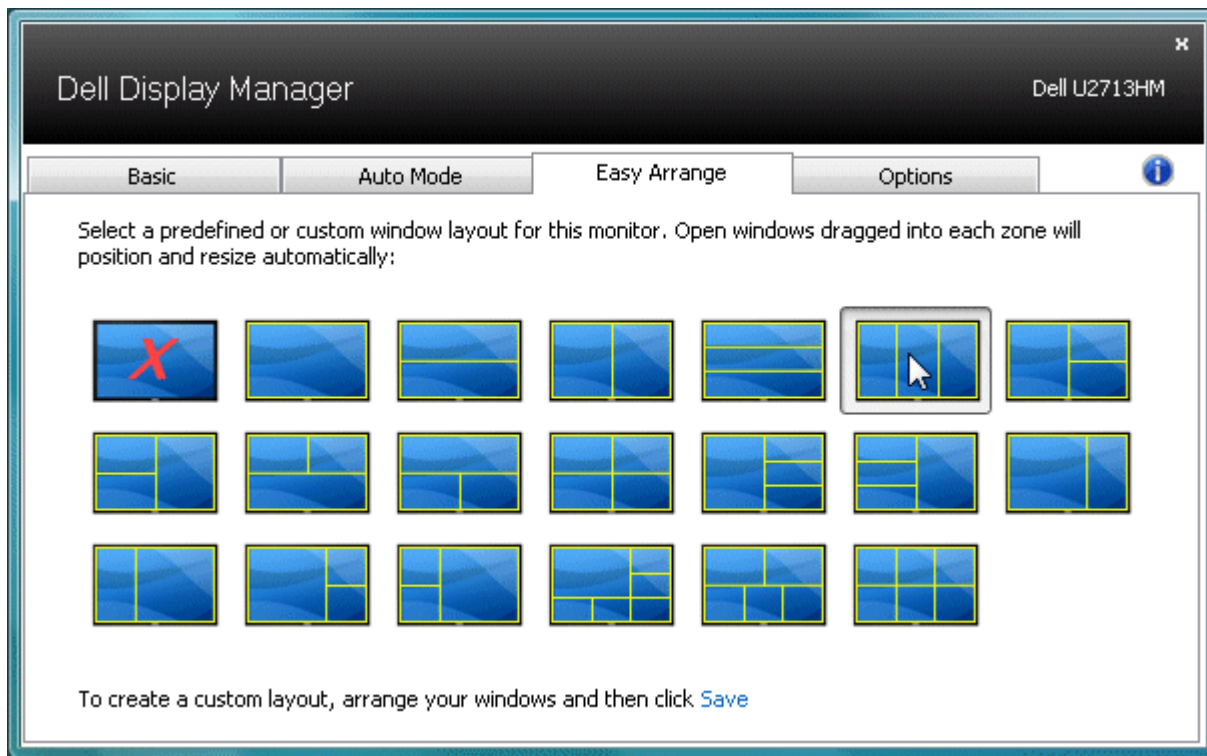 Dell Display Manager
Dell U2713HM
Basic
Auto Mode
Easy Arrange
Options
Select a predefined or custom window layout for this monitor. Open windows dragged into each zone will
position and resize automatically:
To create a custom layout, arrange your windows and then click Save